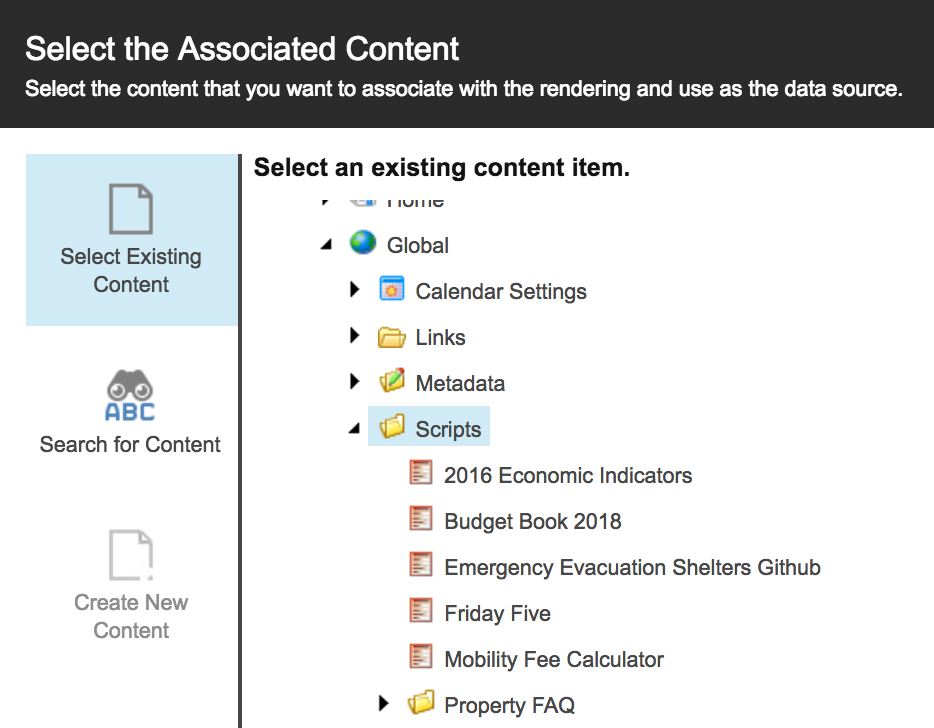 Select the Associated Content
Select the content that you want to associate with the rendering and use as the data source.
Select Existing
Content
ABC
Search for Content
Create New
Content
Select an existing content item.
Home
Global
Calendar Settings
Links
Metadata
Scripts
2016 Economic Indicators
Budget Book 2018
Emergency Evacuation Shelters Github
Friday Five
Mobility Fee Calculator
Property FAQ